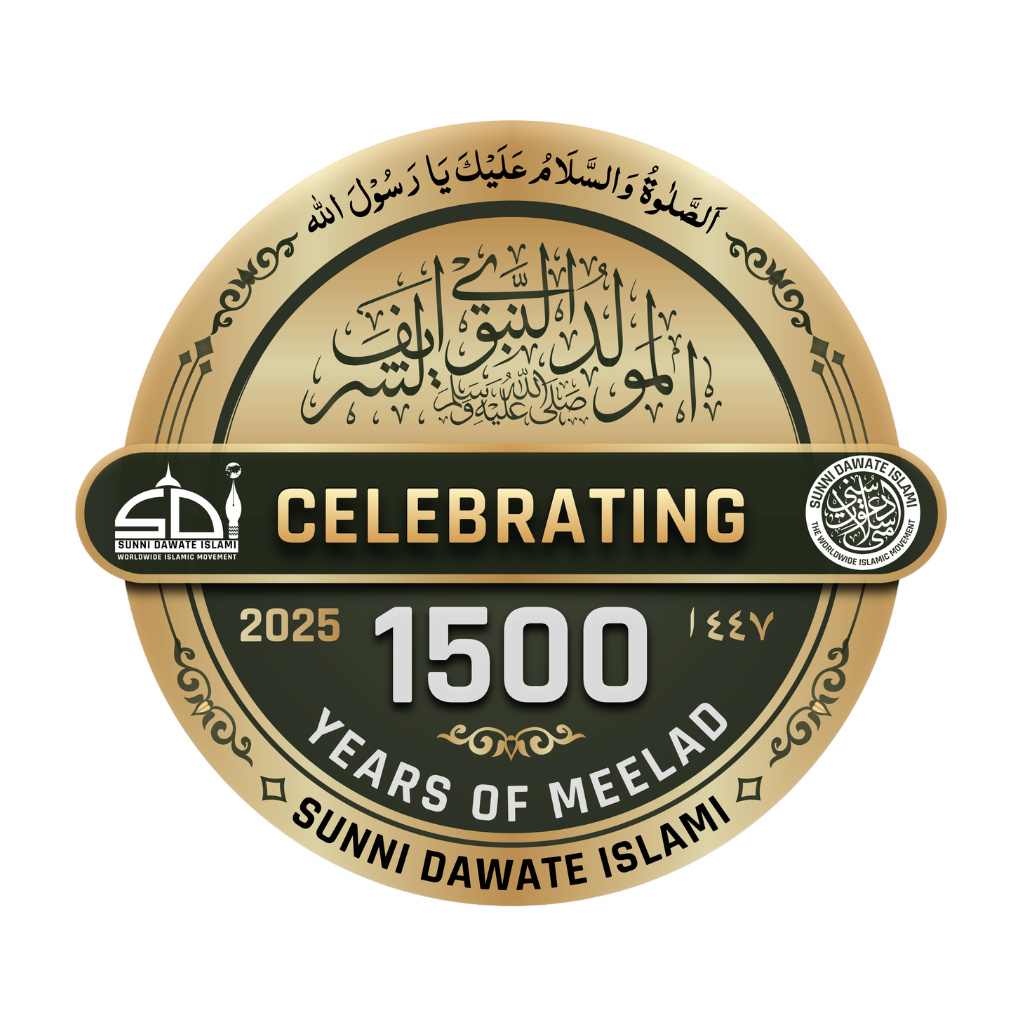 اَلصَّلٰوةُ وَالسَّلَامُ عَلَيْكَ يَا رَسُوْلَ الله
المولد النبوي الشريف
صلى الله عليه وسلم
SUNNI DAWATE ISLAMI
WORLDWIDE ISLAMIC MOVEMENT
CELEBRATING
SUNNI DAWATE ISLAMI
THE WORLDWIDE ISLAMIC MOVEMENT
2025
1500
١٤٤٧
YEARS OF MEELAD
SUNNI DAWATE ISLAMI